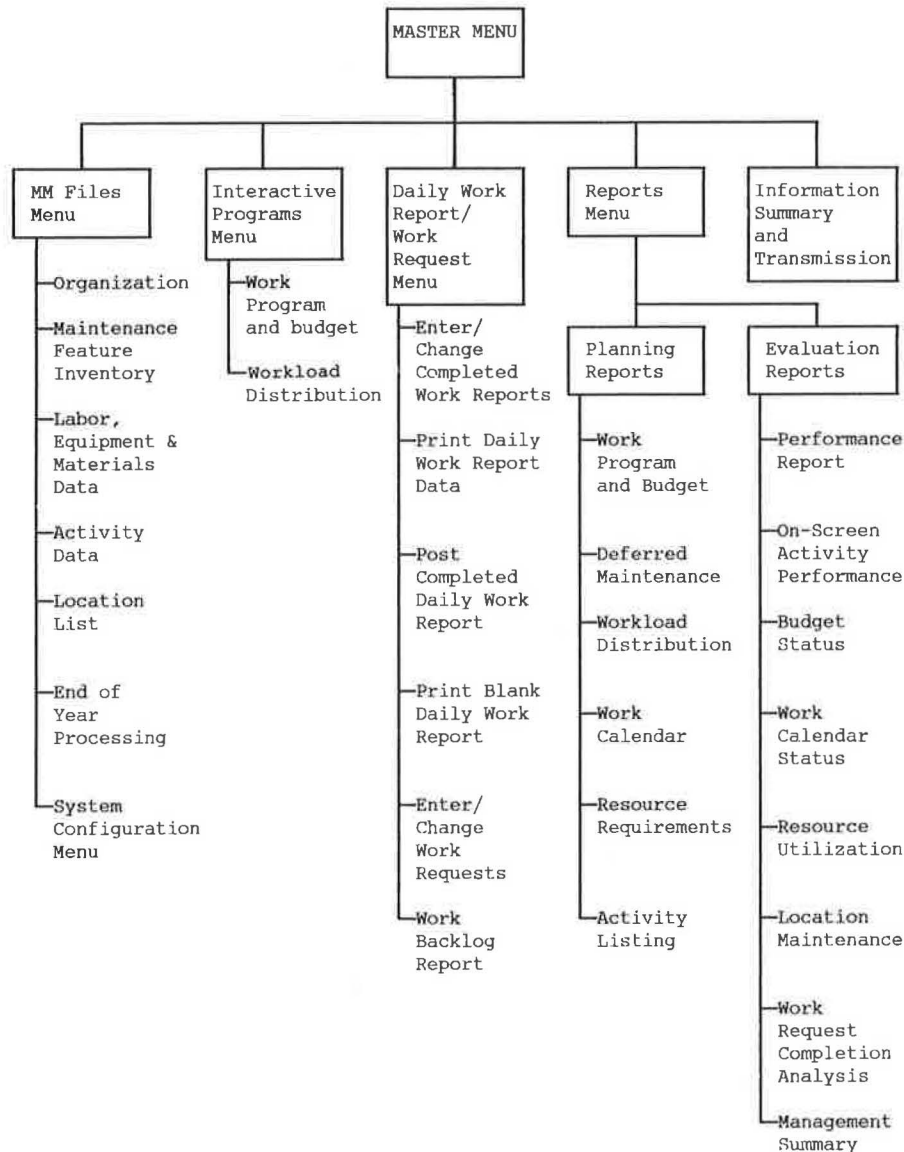 MASTER MENU
MM Files
Menu
Organization
Maintenance
Feature
Inventory
Labor,
Equipment &
Materials
Data
Activity
Data
Location
List
End of
Year
Processing
System
Configuration
Menu
Interactive
Programs
Menu
Work
Program
and budget
Workload
Distribution
Daily Work
Report/
Work
Request
Menu
Enter/
Change
Completed
Work Reports
Print Daily
Work Report
Data
Post
Completed
Daily Work
Report
Print Blank
Daily Work
Report
Enter/
Change
Work
Requests
Work
Backlog
Report
Reports
Menu
Planning
Reports
Work
Program
and Budget
Deferred
Maintenance
Workload
Distribution
Work
Calendar
Resource
Requirements
Activity
Listing
Evaluation
Reports
Performance
Report
On-Screen
Activity
Performance
Budget
Status
Work
Calendar
Status
Resource
Utilization
Location
Maintenance
Work
Request
Completion
Analysis
Management
Summary
Information
Summary
and
Transmission